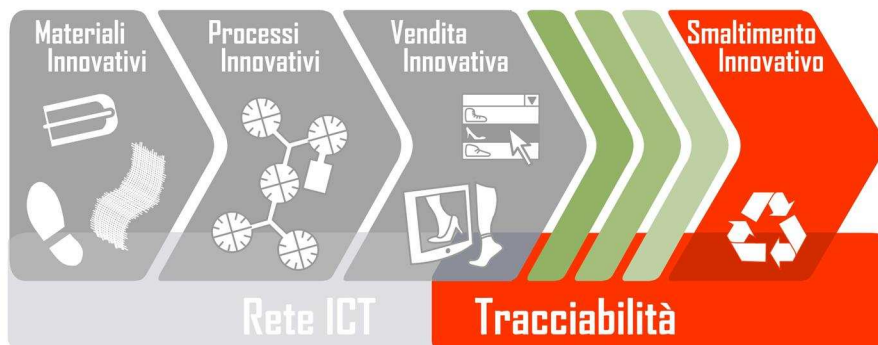 Materiali
Innovativi
Processi
Innovativi
Vendita
Innovativa
Smaltimento
Innovativo
Rete ICT
Tracciabilità